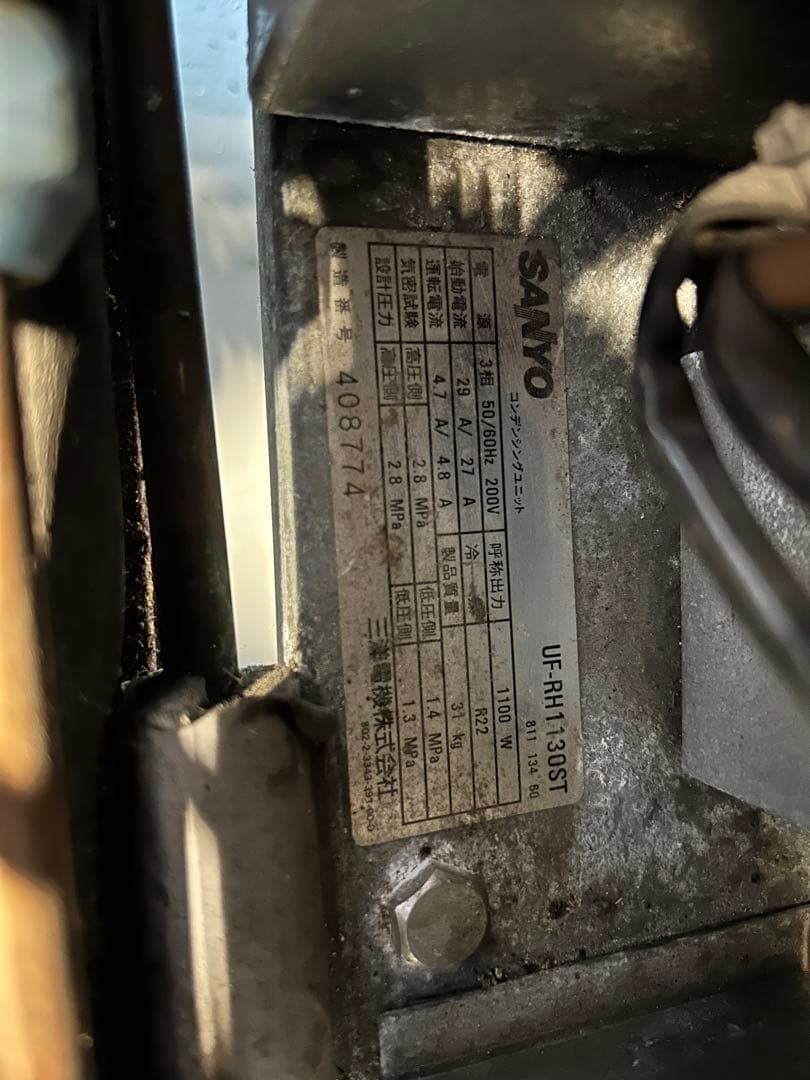 SANYO
コンデンシングユニット UF-RH1130ST
811 134 60
電源 3相 50/60Hz 200V 呼称出力 1100 W
始動電流 29 A/ 27 A 冷 R22
運転電流 4.7 A/ 4.8 A 製品質量 31 kg
気密試験 高圧側 2.8 MPa 低圧側 1.4 MPa
設計圧力 高圧側 2.8 MPa 低圧側 1.3 MPa
製造番号 408774 三洋電機株式会社